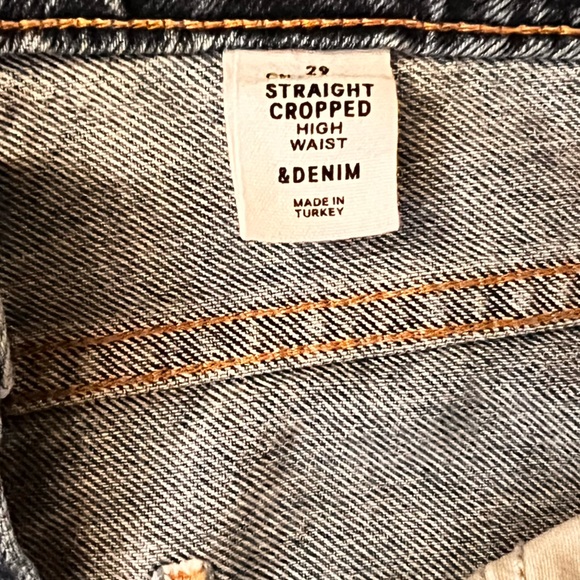 29
STRAIGHT
CROPPED
HIGH
WAIST
&DENIM
MADE IN
TURKEY